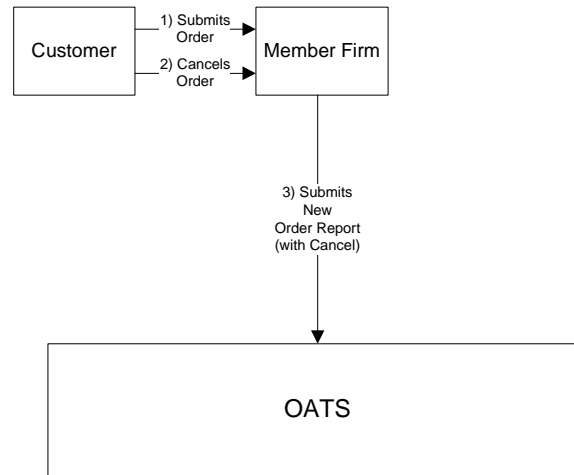 Customer
1) Submits
Order
2) Cancels
Order
Member Firm
3) Submits
New
Order Report
(with Cancel)
OATS